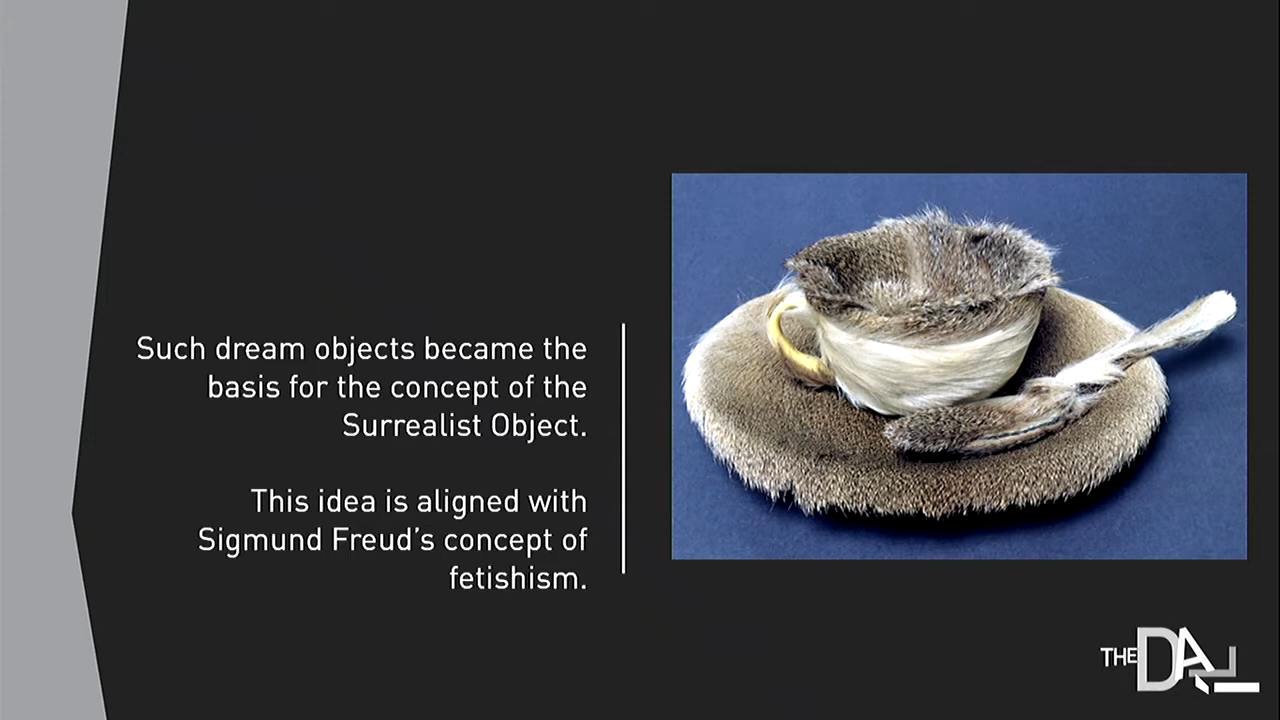 Such dream objects became the
basis for the concept of the
Surrealist Object.
This idea is aligned with
Sigmund Freud's concept of
fetishism.
THE DALÍ